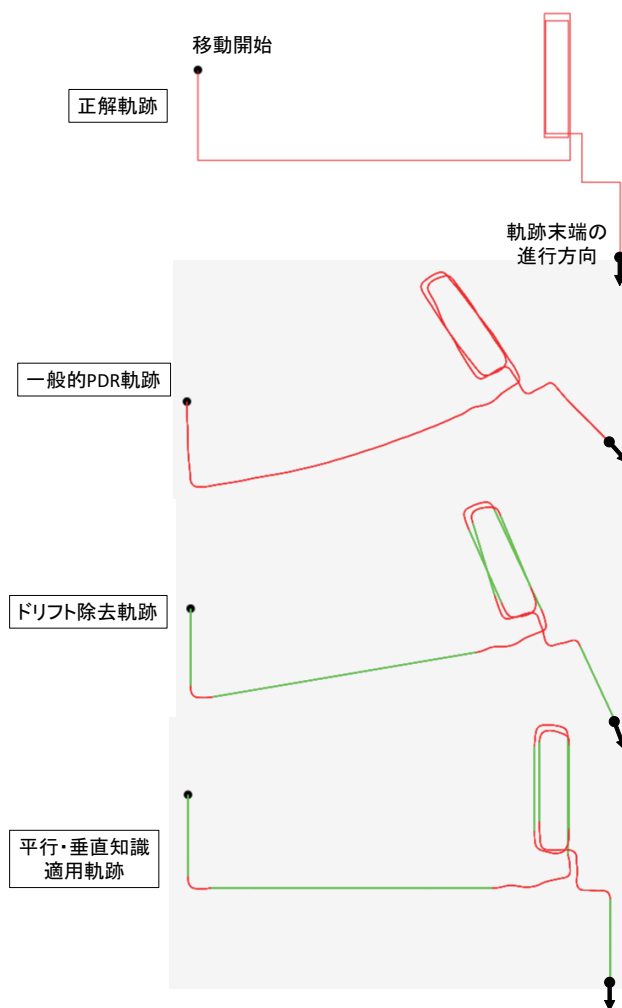 移動開始
正解軌跡
軌跡末端の
進行方向
一般的PDR軌跡
ドリフト除去軌跡
平行・垂直知識
適用軌跡